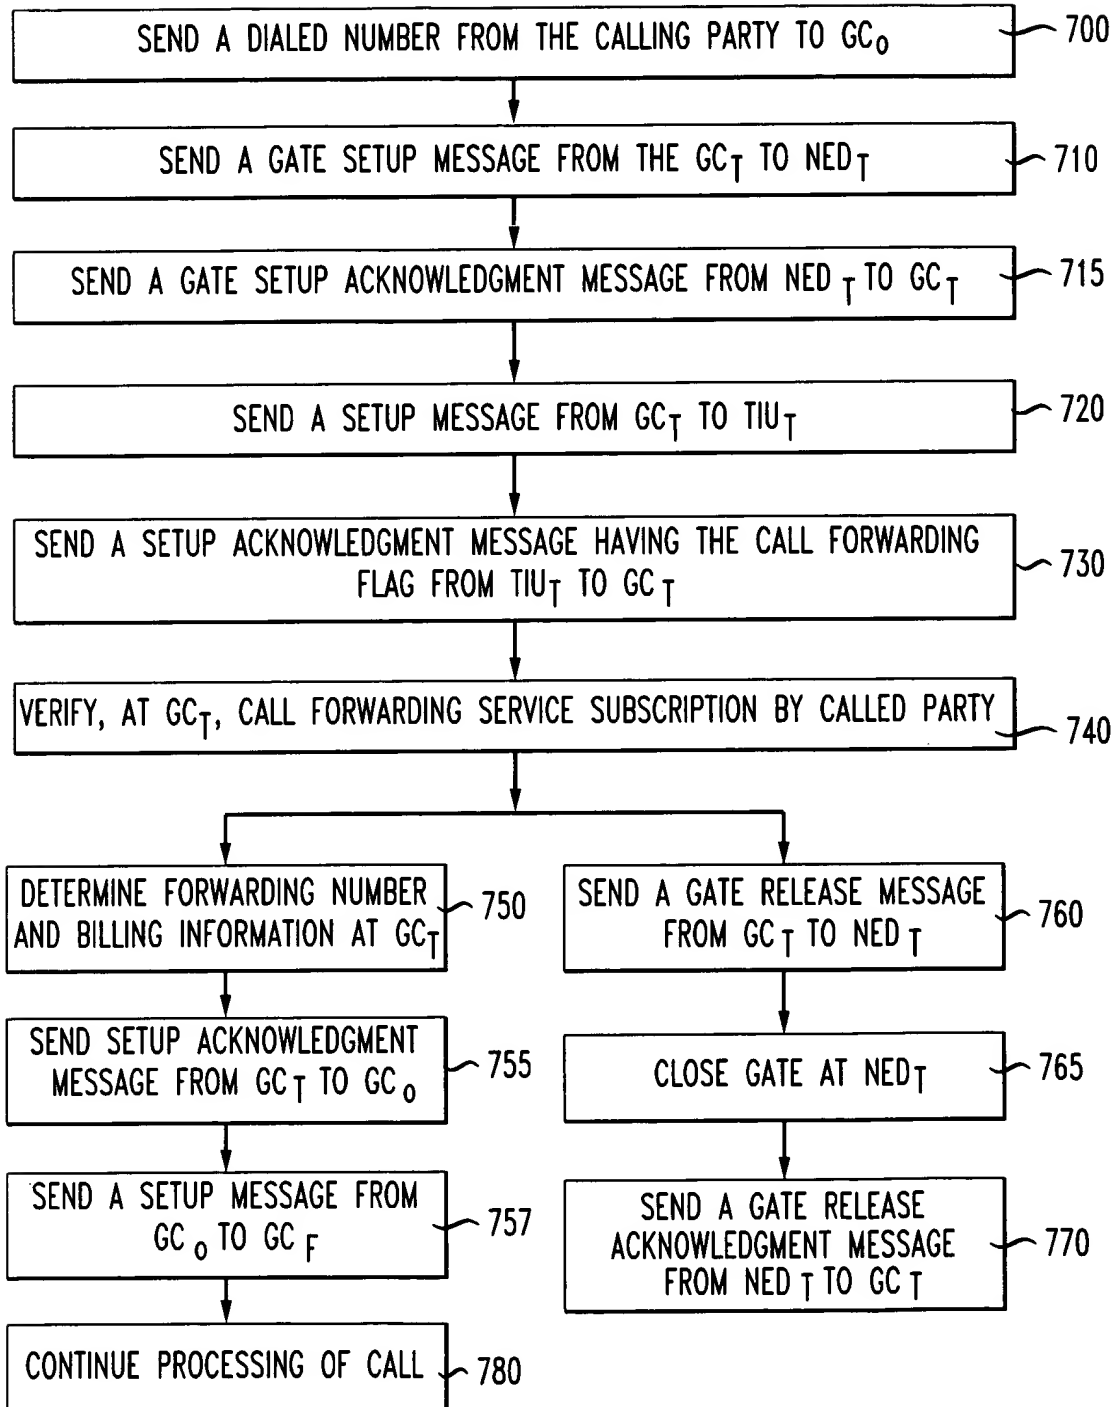 SEND A DIALED NUMBER FROM THE CALLING PARTY TO GCO
700
SEND A GATE SETUP MESSAGE FROM THE GCT TO NEDT
710
SEND A GATE SETUP ACKNOWLEDGMENT MESSAGE FROM NEDT TO GCT
715
SEND A SETUP MESSAGE FROM GCT TO TIUT
720
SEND A SETUP ACKNOWLEDGMENT MESSAGE HAVING THE CALL FORWARDING
FLAG FROM TIUT TO GCT
730
VERIFY, AT GCT, CALL FORWARDING SERVICE SUBSCRIPTION BY CALLED PARTY
740
DETERMINE FORWARDING NUMBER
AND BILLING INFORMATION AT GCT
750
SEND SETUP ACKNOWLEDGMENT
MESSAGE FROM GCT TO GCO
755
SEND A SETUP MESSAGE FROM
GCO TO GCF
757
CONTINUE PROCESSING OF CALL
780
SEND A GATE RELEASE MESSAGE
FROM GCT TO NEDT
760
CLOSE GATE AT NEDT
765
SEND A GATE RELEASE
ACKNOWLEDGMENT MESSAGE
FROM NEDT TO GCT
770